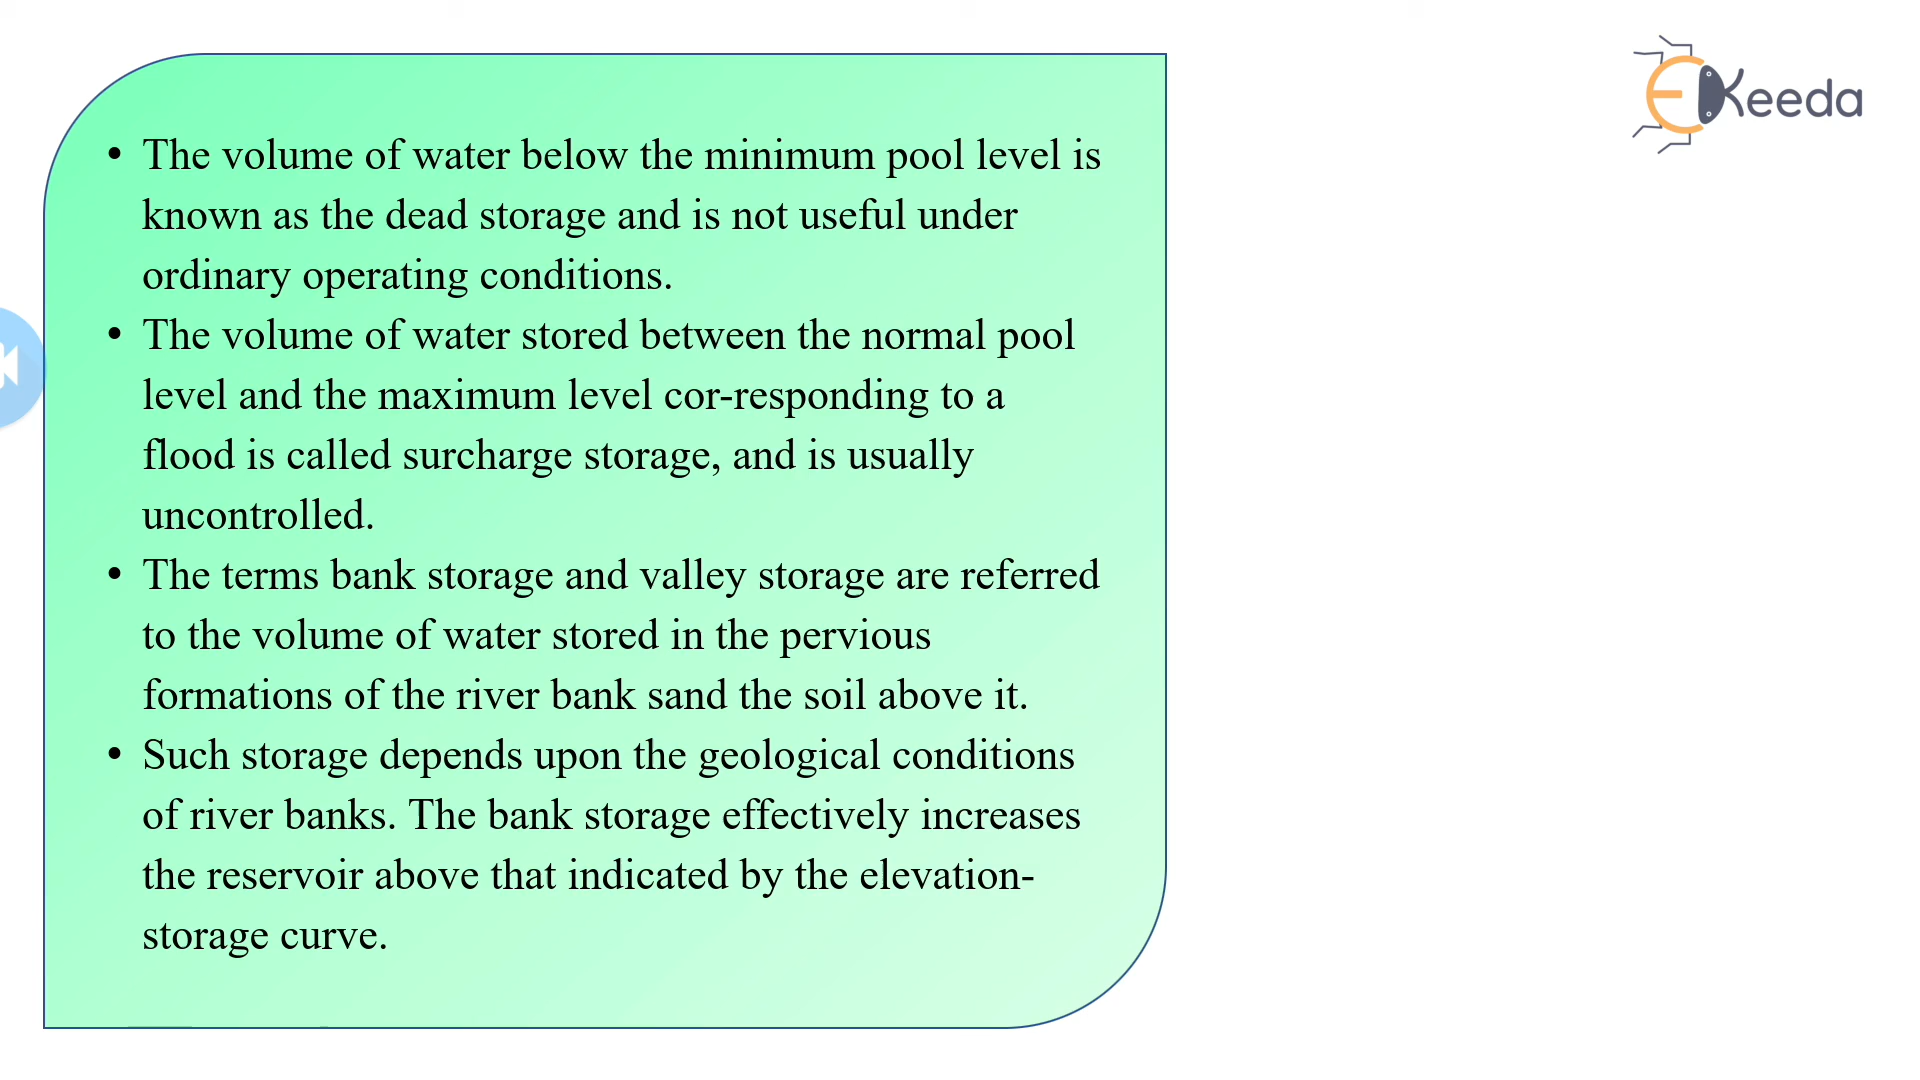 EKeeda
• The volume of water below the minimum pool level is
known as the dead storage and is not useful under
ordinary operating conditions.
• The volume of water stored between the normal pool
level and the maximum level cor-responding to a
flood is called surcharge storage, and is usually
uncontrolled.
• The terms bank storage and valley storage are referred
to the volume of water stored in the pervious
formations of the river bank sand the soil above it.
• Such storage depends upon the geological conditions
of river banks. The bank storage effectively increases
the reservoir above that indicated by the elevation-
storage curve.